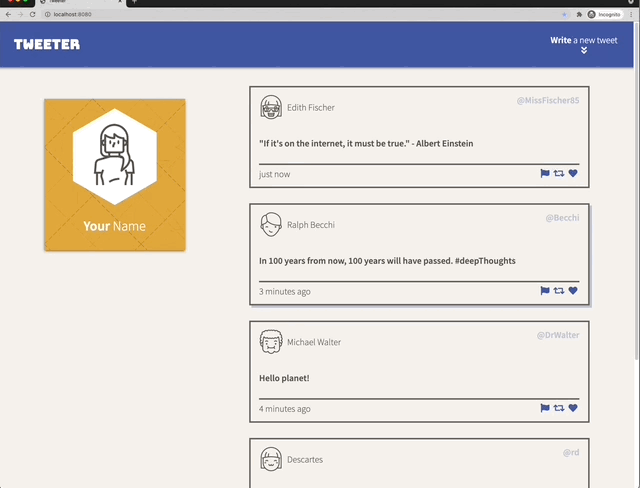 Tweeter
localhost:8080
Incognito
TWEETER
Write a new tweet
Your Name
Edith Fischer
@MissFischer85
"If it's on the internet, it must be true." - Albert Einstein
just now
Ralph Becchi
@Becchi
In 100 years from now, 100 years will have passed. #deepThoughts
3 minutes ago
Michael Walter
@DrWalter
Hello planet!
4 minutes ago
Descartes
@rd